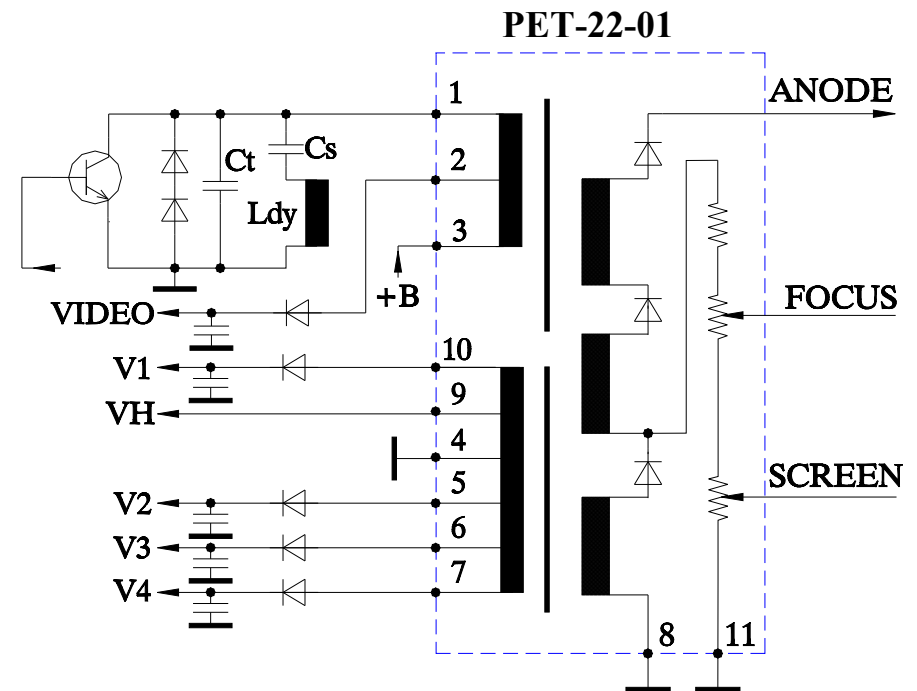 PET-22-01
1
ANODE
Ct
Cs
2
Ldy
3
+B
FOCUS
VIDEO
10
V1
9
VH
4
5
SCREEN
V2
6
V3
7
V4
8
11